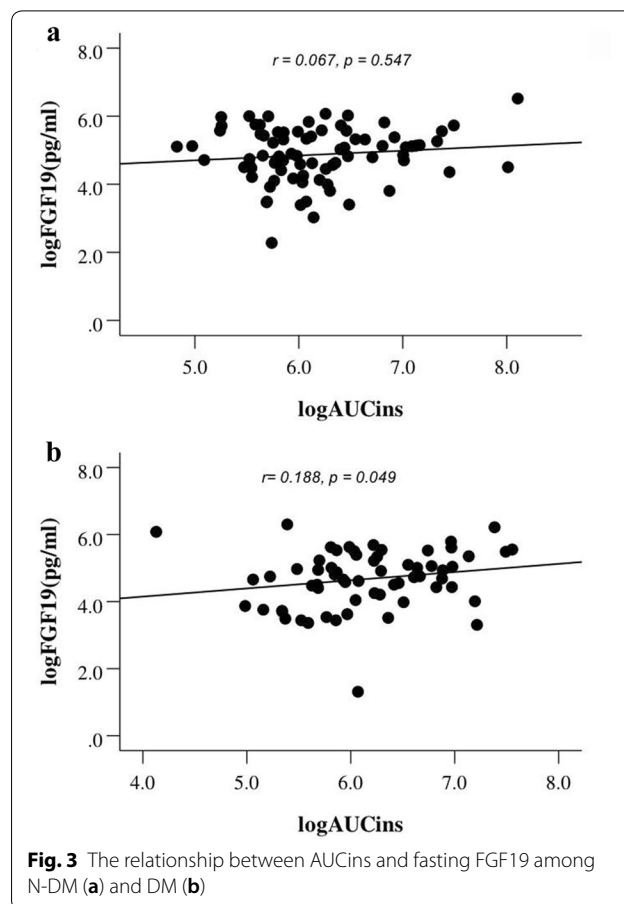 a
r = 0.067, p = 0.547
logFGF19(pg/ml)
8.0
6.0
4.0
2.0
.0
5.0 6.0 7.0 8.0
logAUCins
b
r= 0.188, p = 0.049
logFGF19(pg/ml)
8.0
6.0
4.0
2.0
.0
4.0 5.0 6.0 7.0 8.0
logAUCins
Fig. 3 The relationship between AUCins and fasting FGF19 among
N-DM (a) and DM (b)